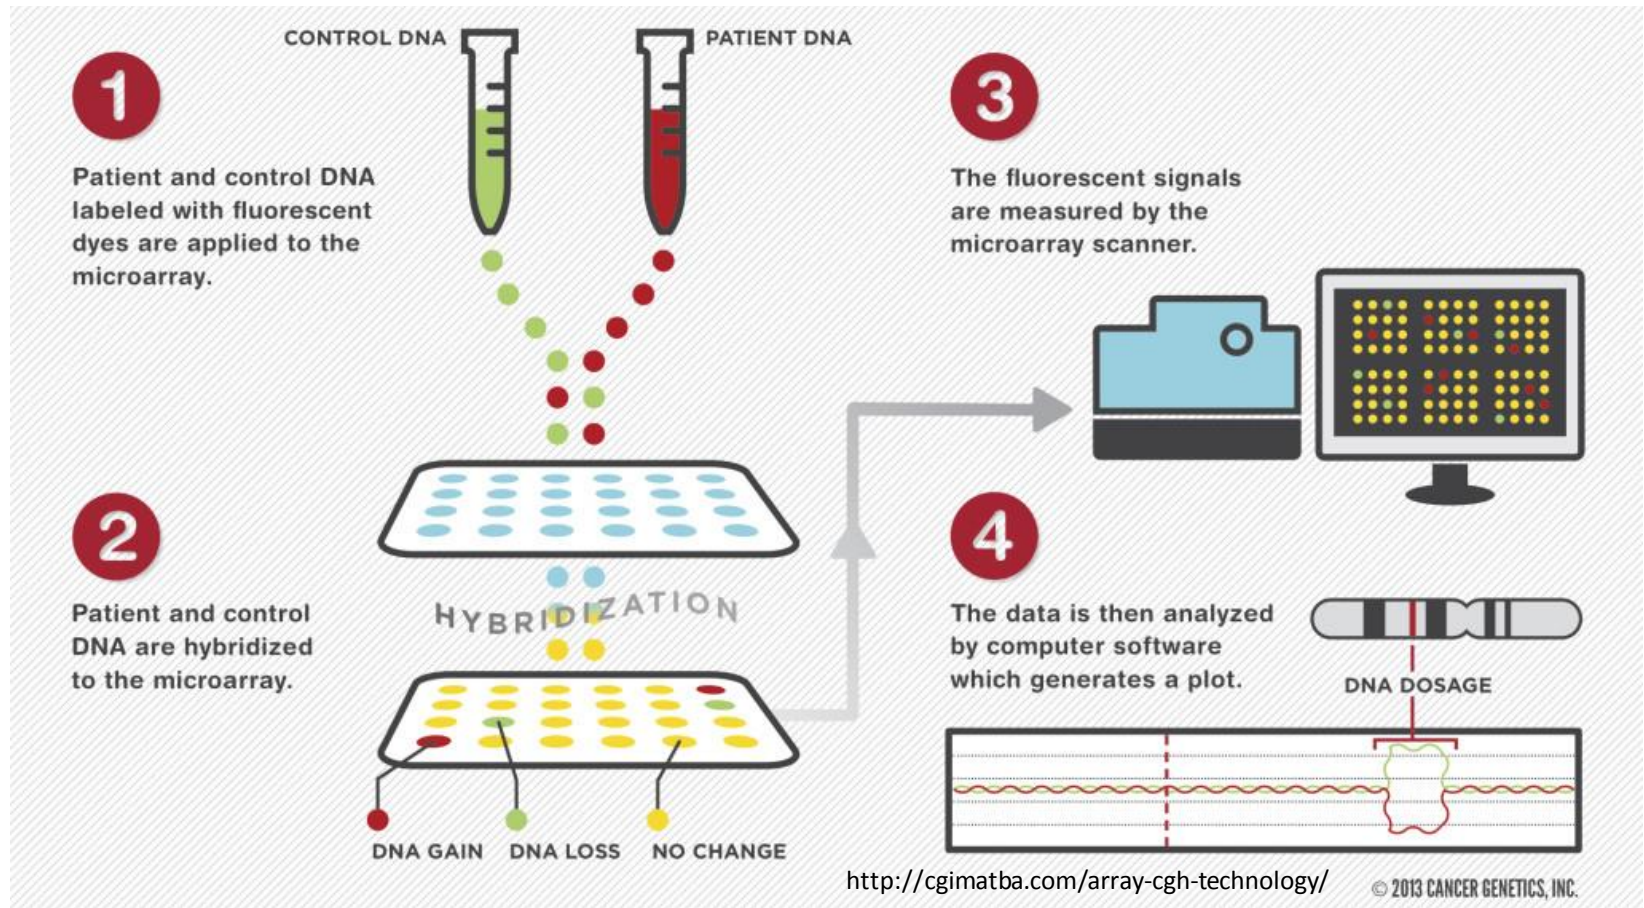 1
CONTROL DNA
PATIENT DNA
Patient and control DNA
labeled with fluorescent
dyes are applied to the
microarray.
2
Patient and control
DNA are hybridized
to the microarray.
HYBRIDIZATION
DNA GAIN
DNA LOSS
NO CHANGE
3
The fluorescent signals
are measured by the
microarray scanner.
4
The data is then analyzed
by computer software
which generates a plot.
DNA DOSAGE
http://cgimatba.com/array-cgh-technology/
© 2013 CANCER GENETICS, INC.